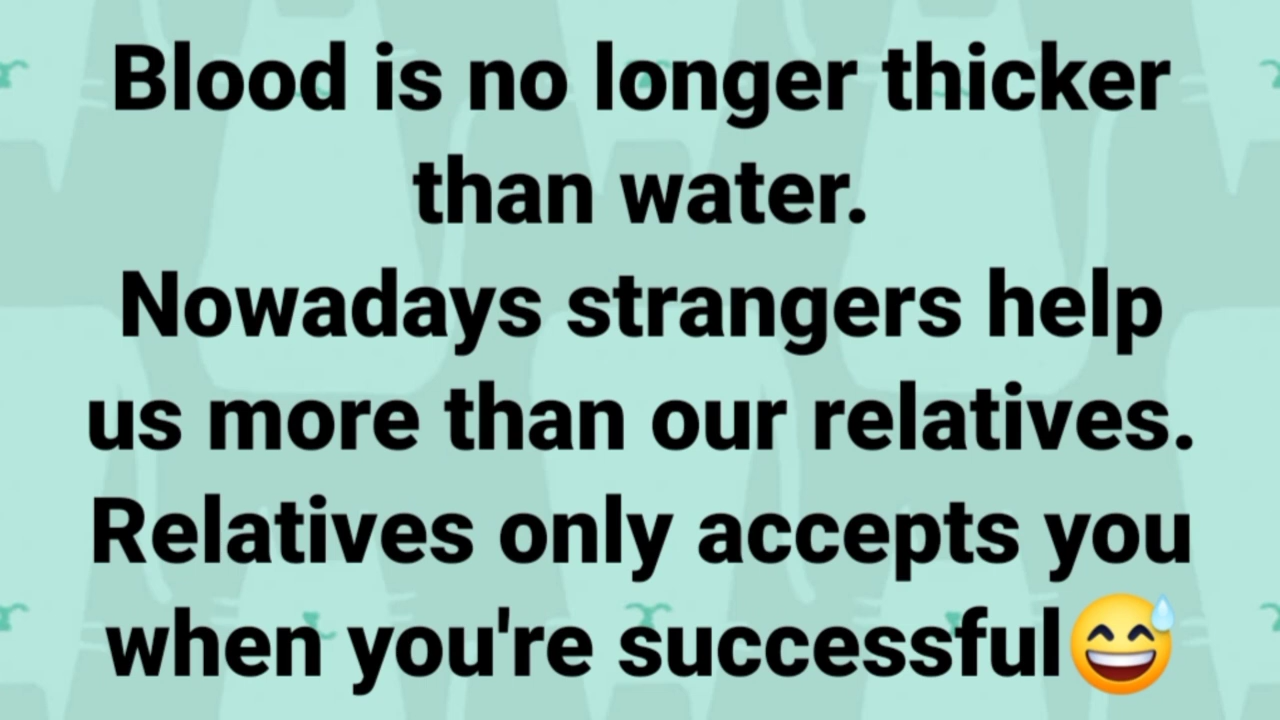 Blood is no longer thicker
than water.
Nowadays strangers help
us more than our relatives.
Relatives only accepts you
when you're successful😅